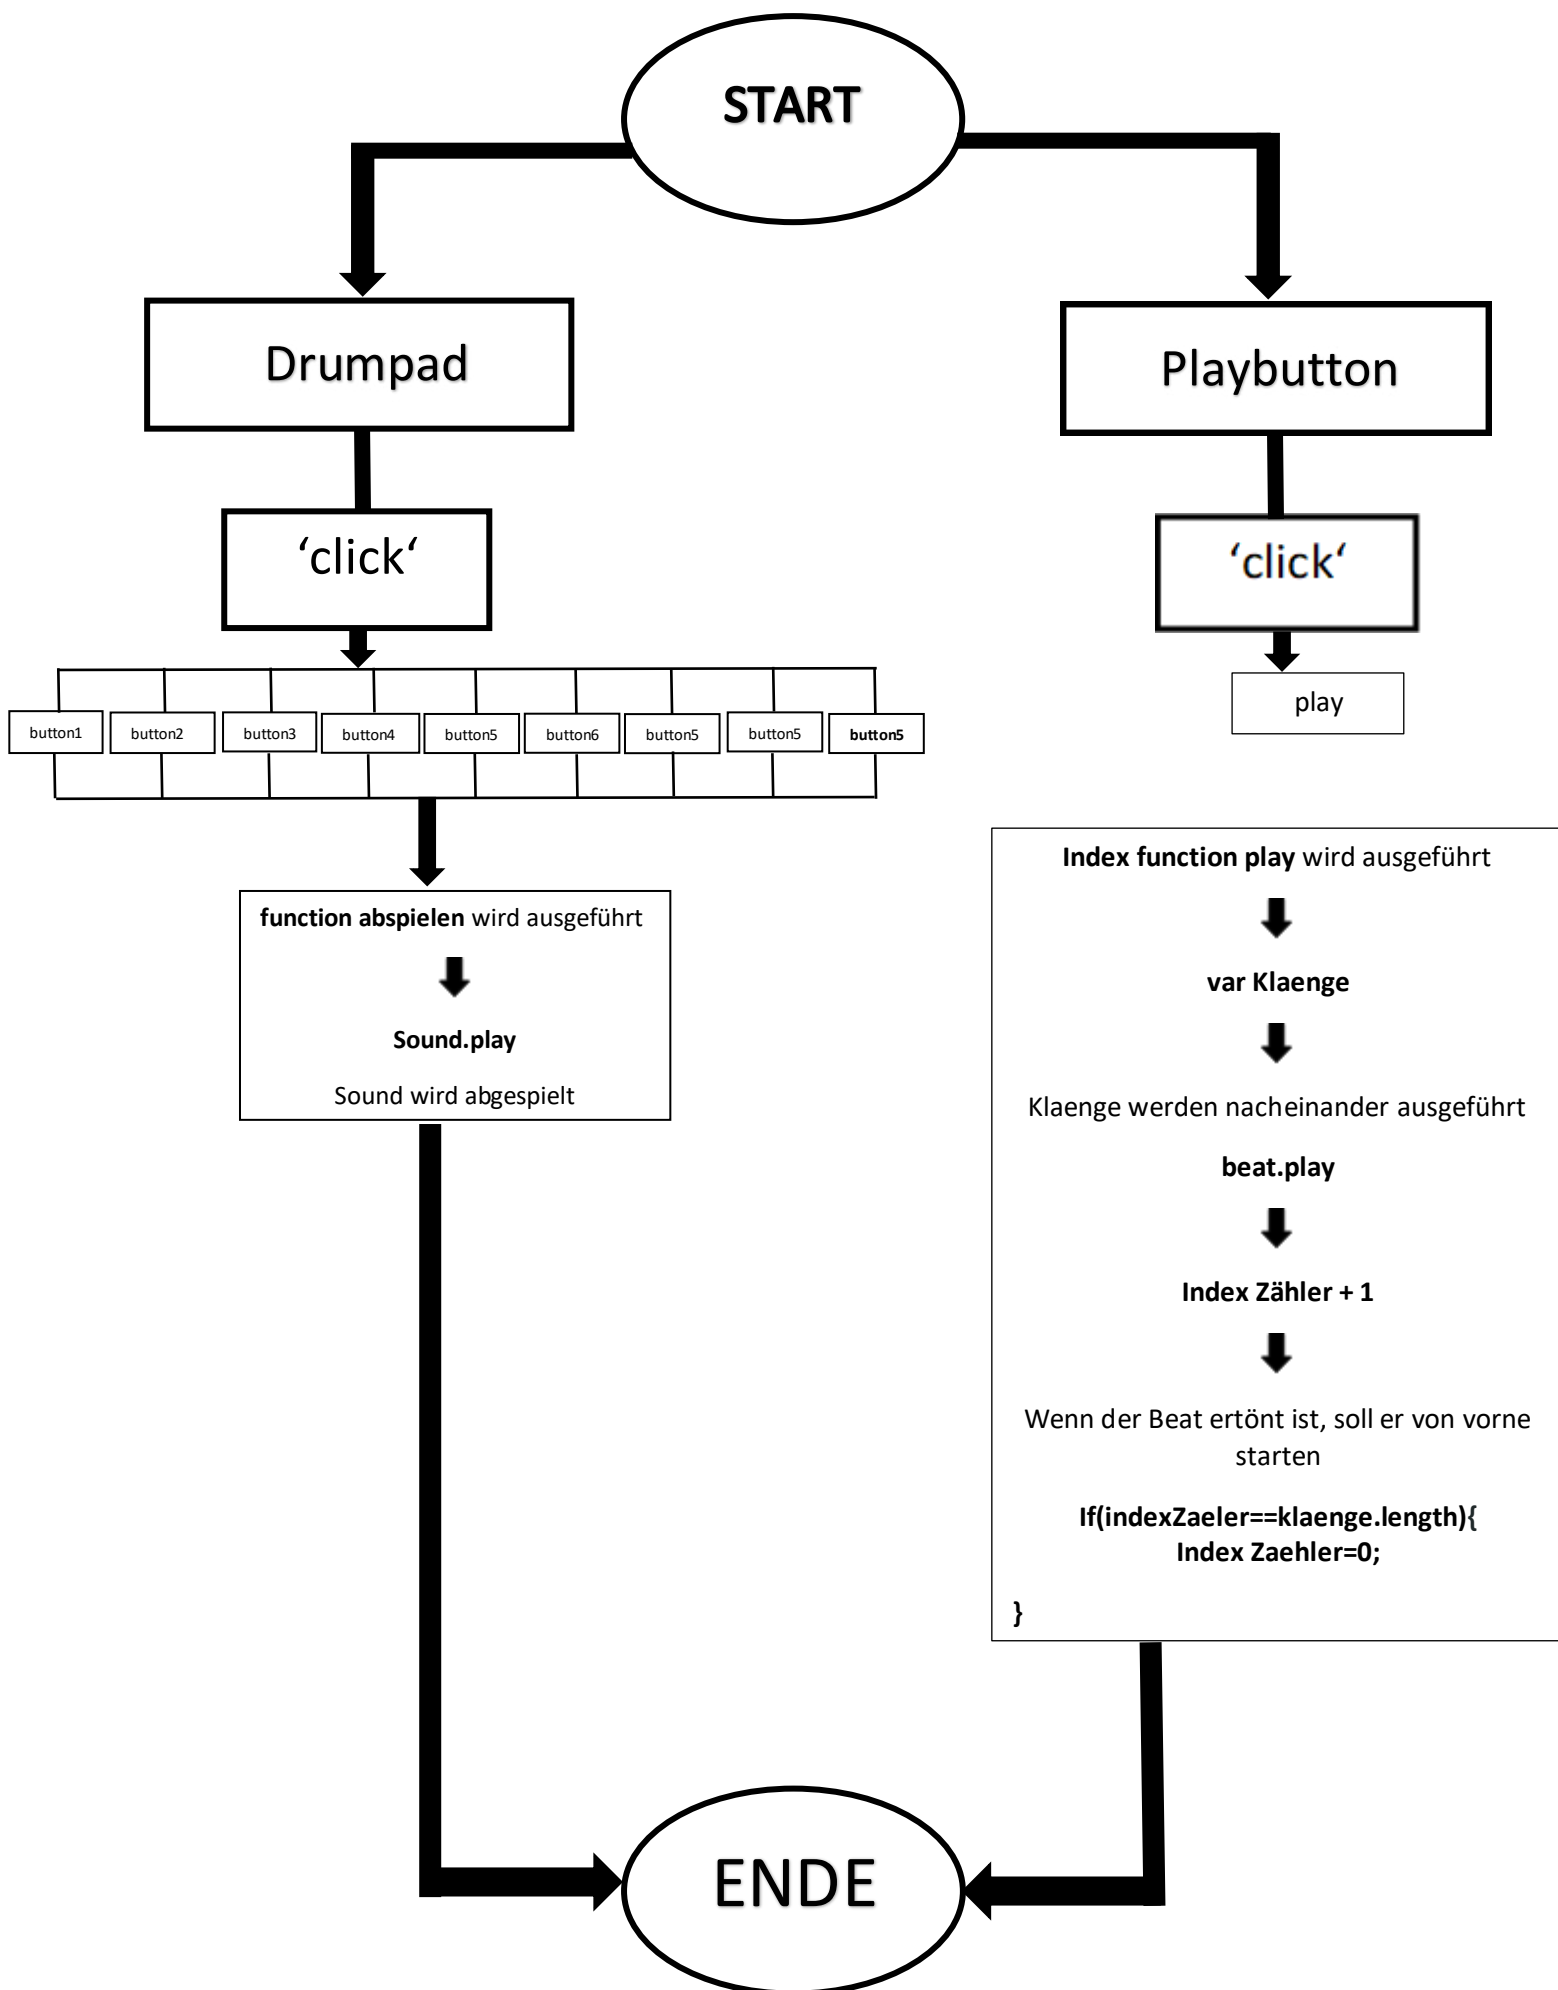 START
Drumpad
‘click‘
button1
button2
button3
button4
button5
button6
button5
button5
button5
function abspielen wird ausgeführt
Sound.play
Sound wird abgespielt
Playbutton
‘click‘
play
Index function play wird ausgeführt
var Klaenge
Klaenge werden nacheinander ausgeführt
beat.play
Index Zähler + 1
Wenn der Beat ertönt ist, soll er von vorne
starten
If(indexZaeler==klaenge.length){
Index Zaehler=0;
}
ENDE